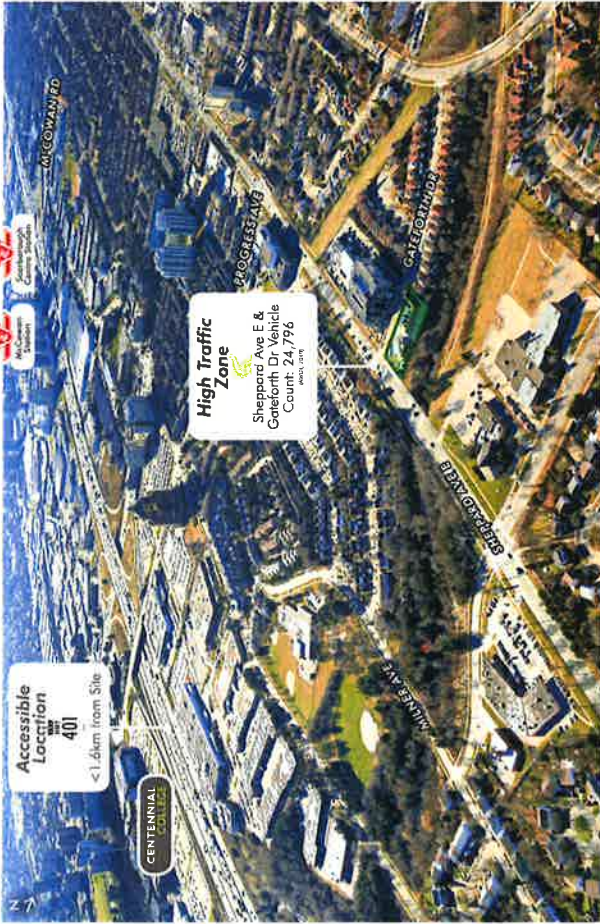 Accessible
Location
401
<1.6km from Site
CENTENNIAL
COLLEGE
McCowan
Station
Scarborough
Centre Station
MCCOWAN RD
High Traffic
Zone
Sheppard Ave E &
Gateforth Dr Vehicle
Count: 24,796
PROGRESS AVE
GATEFORTH DR
SHEPPARD AVE E
MILNER AVE
N